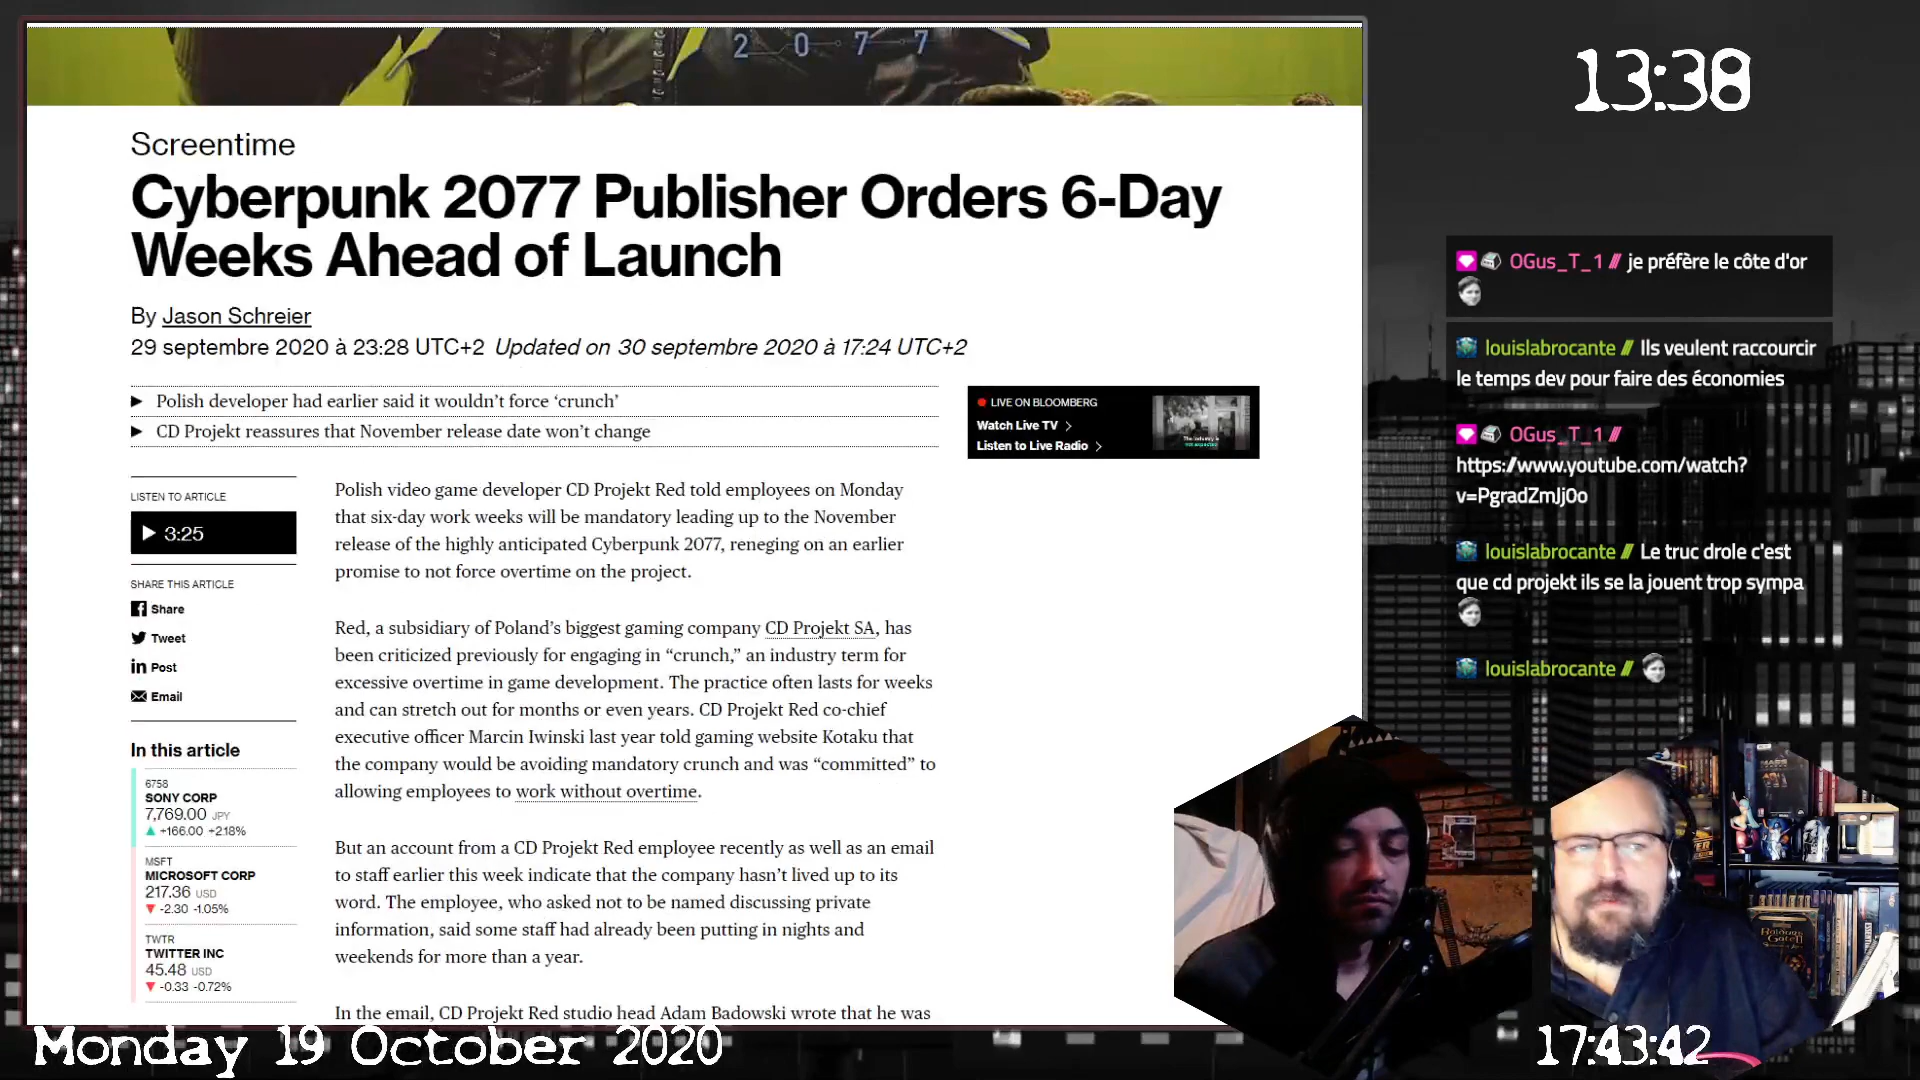 2 0 7 7
13:38
Screentime
Cyberpunk 2077 Publisher Orders 6-Day
Weeks Ahead of Launch
By Jason Schreier
29 septembre 2020 à 23:28 UTC+2 Updated on 30 septembre 2020 à 17:24 UTC+2
▶ Polish developer had earlier said it wouldn't force ‘crunch’
▶ CD Projekt reassures that November release date won't change
LIVE ON BLOOMBERG
Watch Live TV >
Listen to Live Radio >
LISTEN TO ARTICLE
▶ 3:25
SHARE THIS ARTICLE
Share
Tweet
Post
Email
In this article
6758
SONY CORP
7,769.00 JPY
▲ +166.00 +2.18%
MSFT
MICROSOFT CORP
217.36 USD
▼ -2.30 -1.05%
TWTR
TWITTER INC
45.48 USD
▼ -0.33 -0.72%
Polish video game developer CD Projekt Red told employees on Monday
that six-day work weeks will be mandatory leading up to the November
release of the highly anticipated Cyberpunk 2077, reneging on an earlier
promise to not force overtime on the project.
Red, a subsidiary of Poland's biggest gaming company CD Projekt SA, has
been criticized previously for engaging in “crunch,” an industry term for
excessive overtime in game development. The practice often lasts for weeks
and can stretch out for months or even years. CD Projekt Red co-chief
executive officer Marcin Iwinski last year told gaming website Kotaku that
the company would be avoiding mandatory crunch and was “committed” to
allowing employees to work without overtime.
But an account from a CD Projekt Red employee recently as well as an email
to staff earlier this week indicate that the company hasn't lived up to its
word. The employee, who asked not to be named discussing private
information, said some staff had already been putting in nights and
weekends for more than a year.
In the email, CD Projekt Red studio head Adam Badowski wrote that he was
OGus_T_1 // je préfère le côte d'or
louislabrocante // Ils veulent raccourcir
le temps dev pour faire des économies
OGus_T_1 //
https://www.youtube.com/watch?
v=PgradZmJjOo
louislabrocante // Le truc drole c'est
que cd projekt ils se la jouent trop sympa
louislabrocante //
Monday 19 October 2020
17:43:42